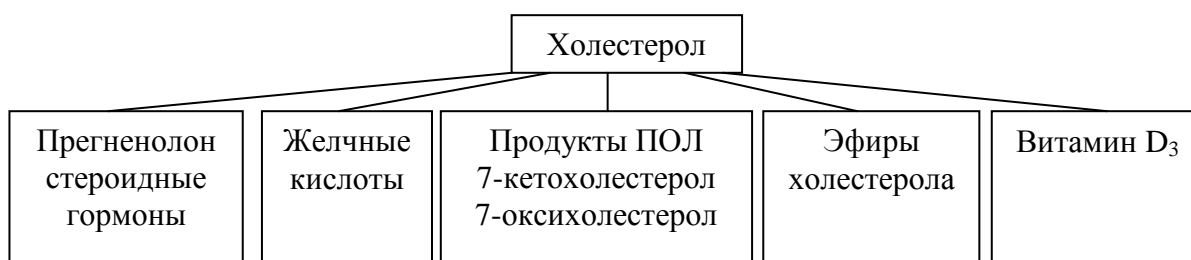 Холестерол
Прегненолон
стероидные
гормоны
Желчные
кислоты
Продукты ПОЛ
7-кетохолестерол
7-оксихолестерол
Эфиры
холестерола
Витамин D₃